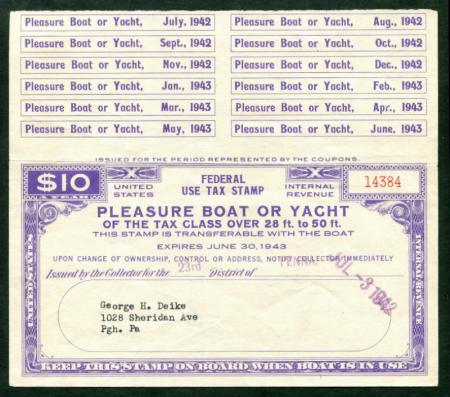 Pleasure Boat or Yacht, July, 1942
Pleasure Boat or Yacht, Aug., 1942
Pleasure Boat or Yacht, Sept., 1942
Pleasure Boat or Yacht, Oct., 1942
Pleasure Boat or Yacht, Nov., 1942
Pleasure Boat or Yacht, Dec., 1942
Pleasure Boat or Yacht, Jan., 1943
Pleasure Boat or Yacht, Feb., 1943
Pleasure Boat or Yacht, Mar., 1943
Pleasure Boat or Yacht, Apr., 1943
Pleasure Boat or Yacht, May, 1943
Pleasure Boat or Yacht, June, 1943
ISSUED FOR THE PERIOD REPRESENTED BY THE COUPONS.
$10
A YEAR
UNITED STATES
FEDERAL
USE TAX STAMP
INTERNAL REVENUE
14384
PLEASURE BOAT OR YACHT
OF THE TAX CLASS OVER 28 ft. to 50 ft.
THIS STAMP IS TRANSFERABLE WITH THE BOAT
EXPIRES JUNE 30, 1943
UPON CHANGE OF OWNERSHIP, CONTROL OR ADDRESS, NOTIFY COLLECTOR IMMEDIATELY
Issued by the Collector for the 23rd District of PENNA.
JUL -3 1942
UNITED STATES
INTERNAL REVENUE
George H. Deike
1028 Sheridan Ave
Pgh. Pa
KEEP THIS STAMP ON BOARD WHEN BOAT IS IN USE